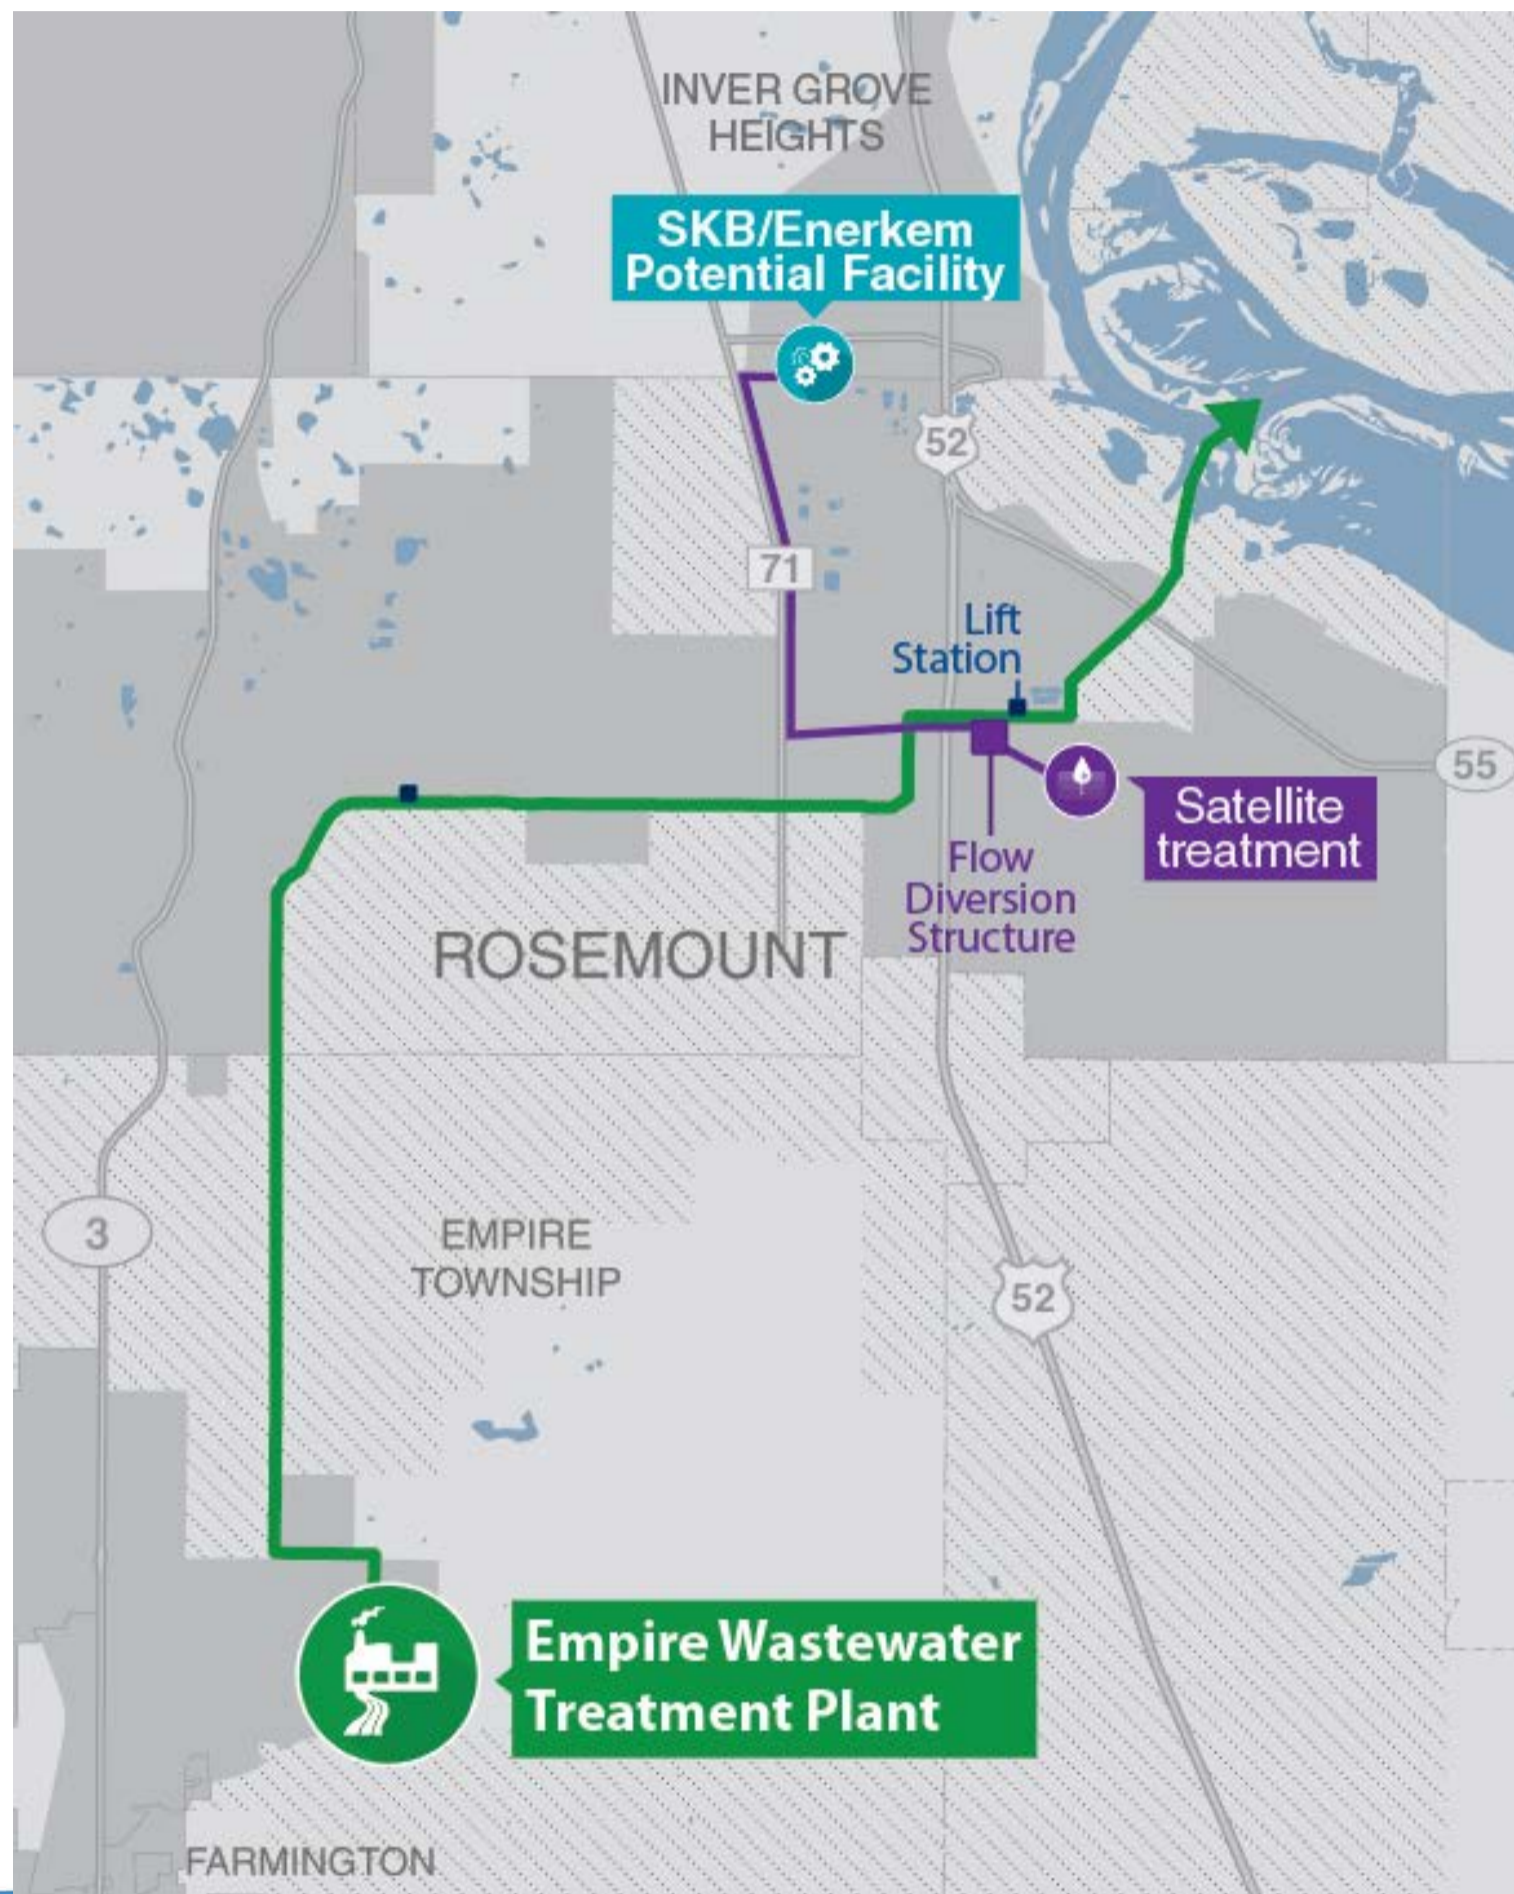 INVER GROVE
HEIGHTS
SKB/Enerkem
Potential Facility
52
71
Lift
Station
55
Satellite
treatment
Flow
Diversion
Structure
ROSEMOUNT
3
EMPIRE
TOWNSHIP
52
Empire Wastewater
Treatment Plant
FARMINGTON